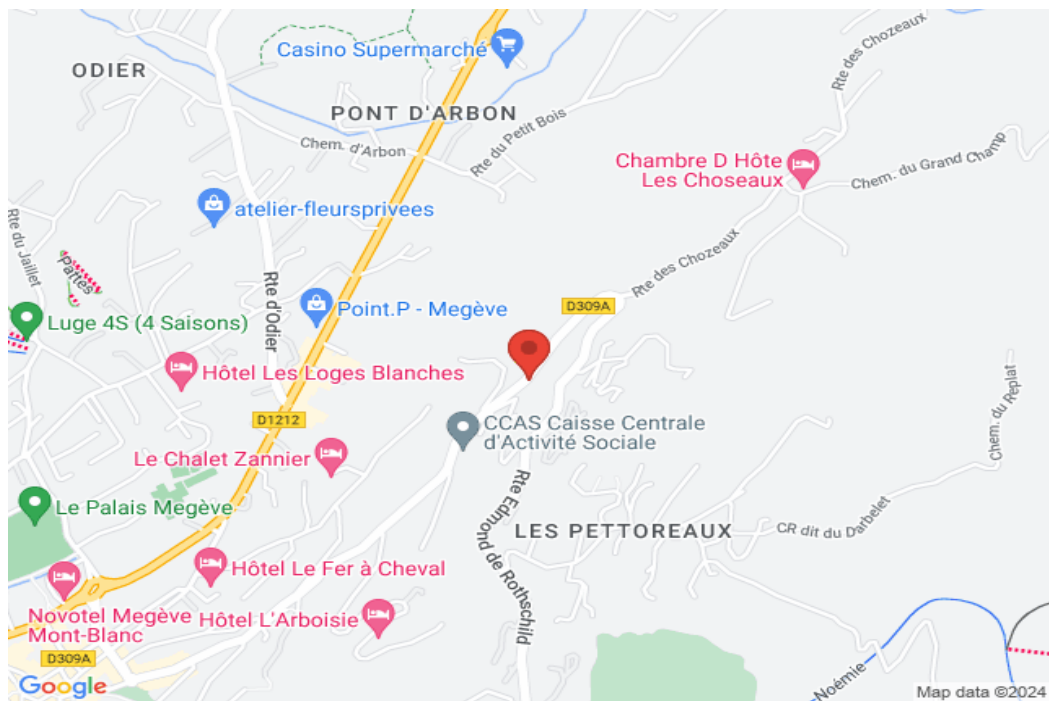 Casino Supermarché
ODIER
PONT D'ARBON
Rte des Chozeaux
Chem. d'Arbon
Rte du Petit Bois
Chambre D Hôte
Les Choseaux
Chem. du Grand Champ
atelier-fleursprivees
Rte du Jaillet
Pattes
Rte d'Odier
Rte des Chozeaux
Point.P - Megève
D309A
Luge 4S (4 Saisons)
Hôtel Les Loges Blanches
Chem. du Replat
D1212
CCAS Caisse Centrale
d'Activité Sociale
Le Chalet Zannier
Rte Edmond de Rothschild
Le Palais Megève
LES PETTOREAUX
CR dit du Darbelet
Hôtel Le Fer à Cheval
Novotel Megève
Mont-Blanc
Hôtel L'Arboisie
D309A
Noémie
Google
Map data ©2024